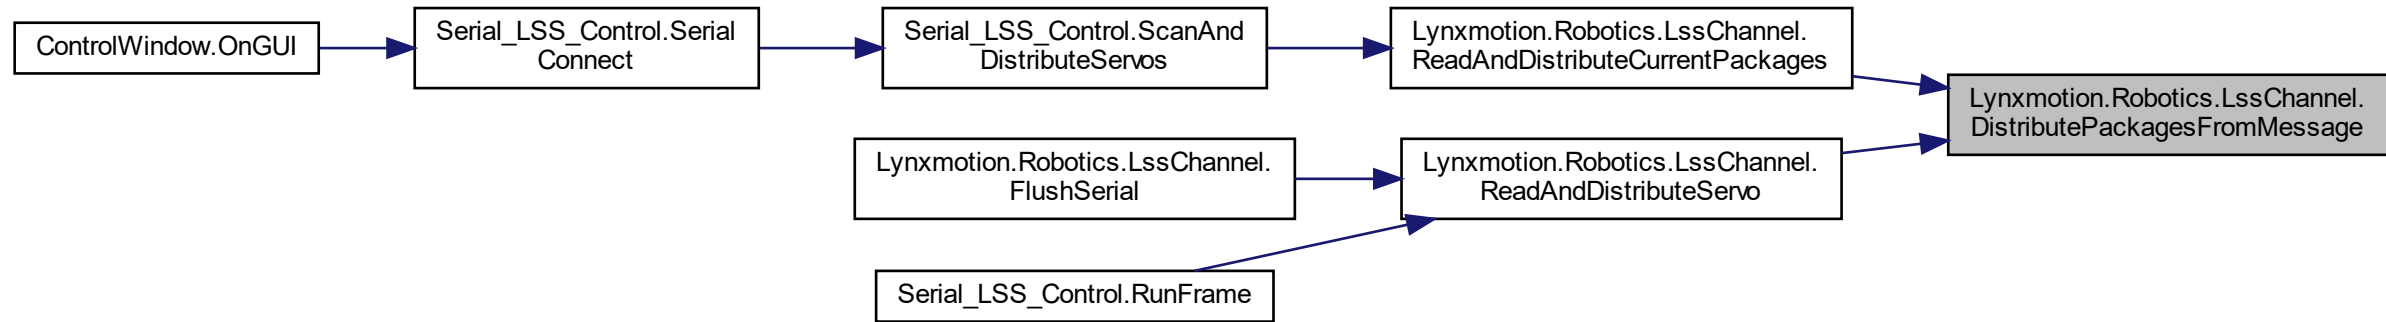 ControlWindow.OnGUI
Serial_LSS_Control.Serial
Connect
Serial_LSS_Control.ScanAnd
DistributeServos
Lynxmotion.Robotics.LssChannel.
ReadAndDistributeCurrentPackages
Lynxmotion.Robotics.LssChannel.
DistributePackagesFromMessage
Lynxmotion.Robotics.LssChannel.
FlushSerial
Lynxmotion.Robotics.LssChannel.
ReadAndDistributeServo
Serial_LSS_Control.RunFrame